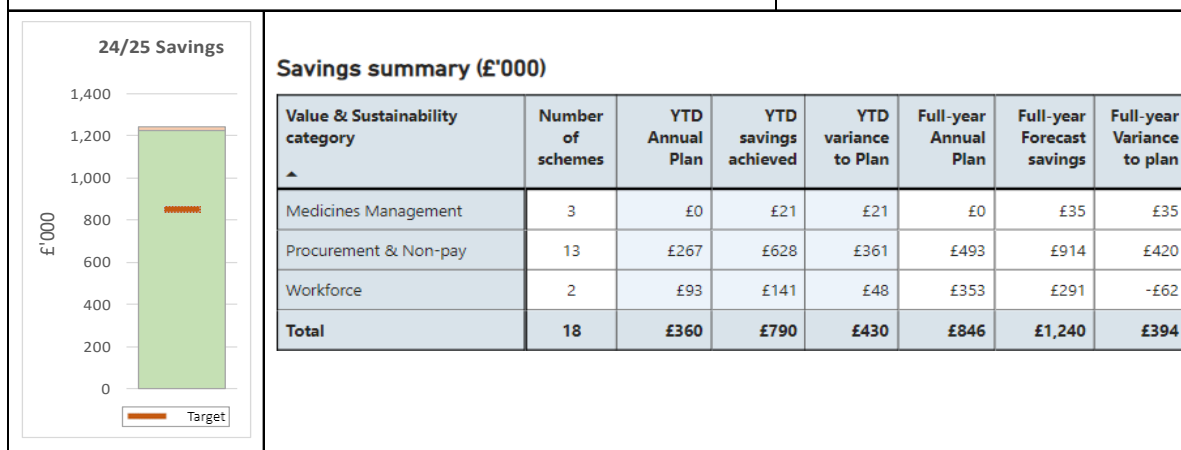 24/25 Savings
1,400
1,200
1,000
800
600
400
200
0
£'000
Target
Savings summary (£'000)
Value & Sustainability category Number of schemes YTD Annual Plan YTD savings achieved YTD variance to Plan Full-year Annual Plan Full-year Forecast savings Full-year Variance to plan
Medicines Management 3 £0 £21 £21 £0 £35 £35
Procurement & Non-pay 13 £267 £628 £361 £493 £914 £420
Workforce 2 £93 £141 £48 £353 £291 -£62
Total 18 £360 £790 £430 £846 £1,240 £394